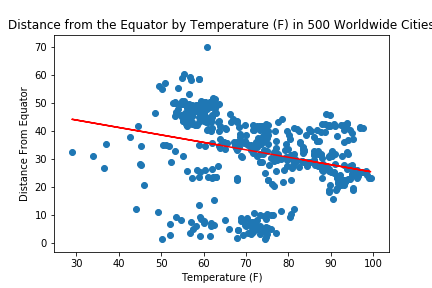 Distance from the Equator by Temperature (F) in 500 Worldwide Cities
70
60
50
40
30
20
10
0
Distance From Equator
30 40 50 60 70 80 90 100
Temperature (F)